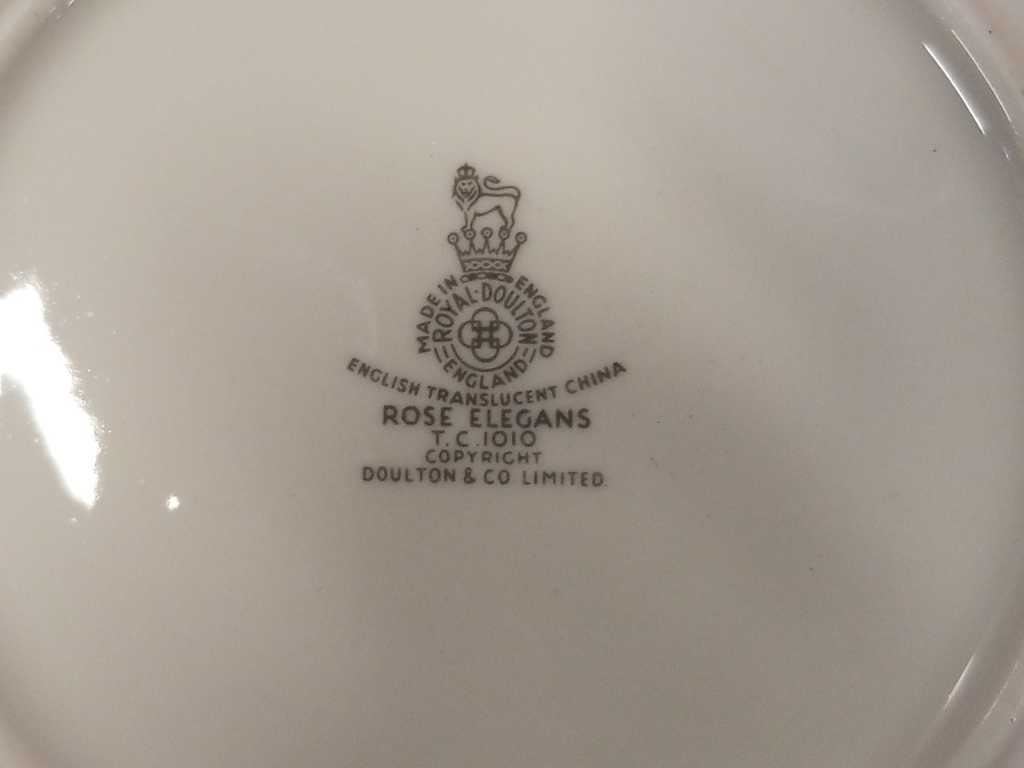 MADE IN ENGLAND
ROYAL·DOULTON
ENGLAND
ENGLISH TRANSLUCENT CHINA
ROSE ELEGANS
T.C.1010
COPYRIGHT
DOULTON & CO LIMITED.